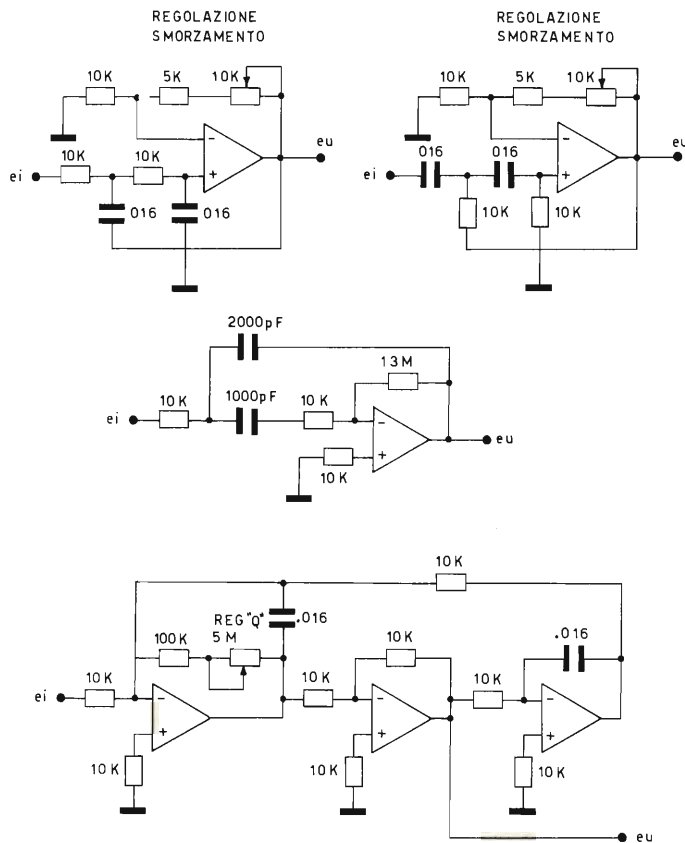 REGOLAZIONE
SMORZAMENTO
REGOLAZIONE
SMORZAMENTO
10K 5K 10K
10K 5K 10K
eu
eu
ei 10K 10K
ei 016 016
016 016
10K 10K
2000pF
13M
ei 10K 1000pF 10K
eu
10K
10K
REG"Q" .016
5M
100K
10K
.016
ei 10K
10K
10K
10K
10K
10K
eu